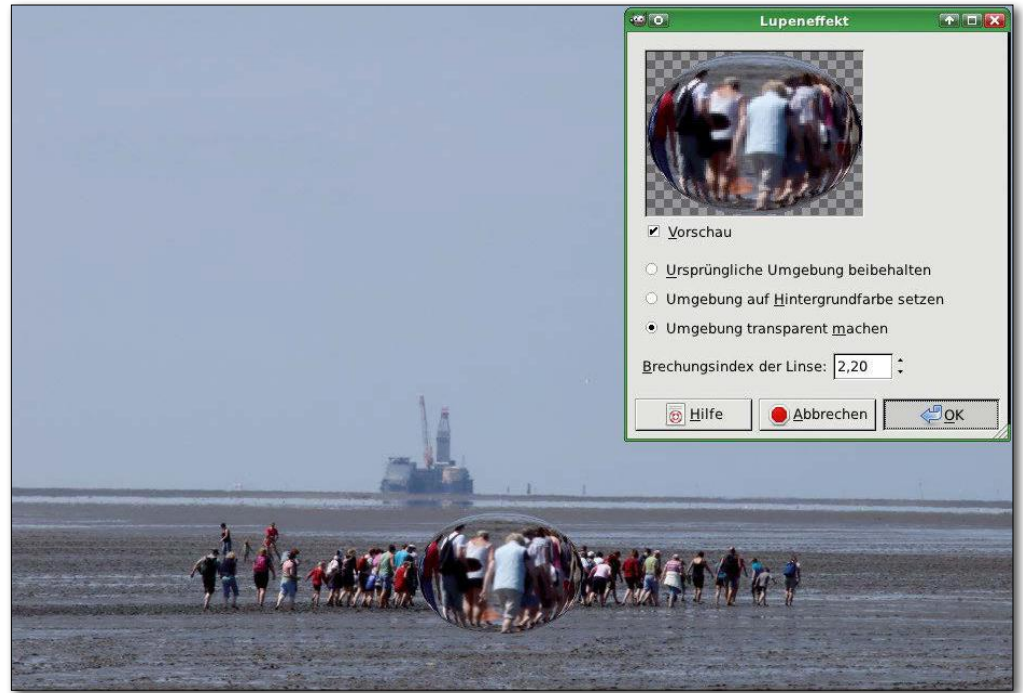 Lupeneffekt
Vorschau
Ursprüngliche Umgebung beibehalten
Umgebung auf Hintergrundfarbe setzen
Umgebung transparent machen
Brechungsindex der Linse: 2,20
Hilfe Abbrechen OK